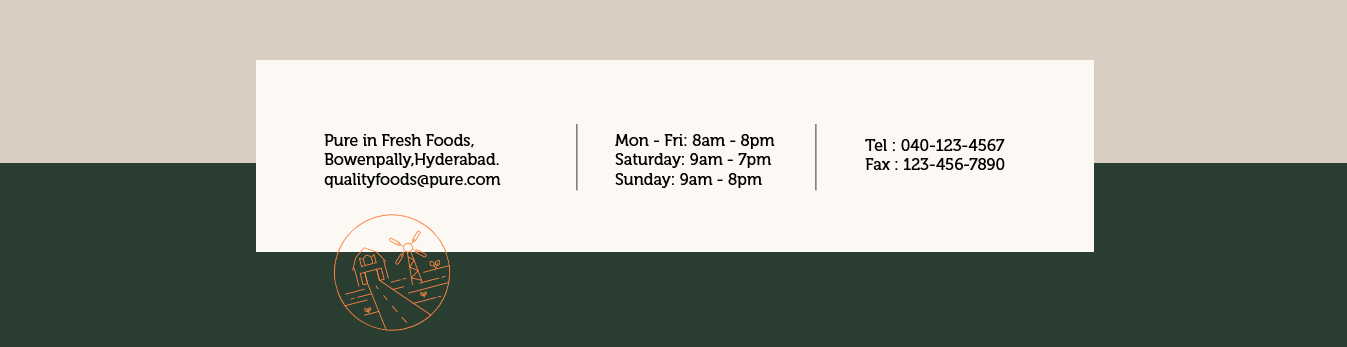 Pure in Fresh Foods,
Bowenpally,Hyderabad.
qualityfoods@pure.com
Mon - Fri: 8am - 8pm
Saturday: 9am - 7pm
Sunday: 9am - 8pm
Tel : 040-123-4567
Fax : 123-456-7890